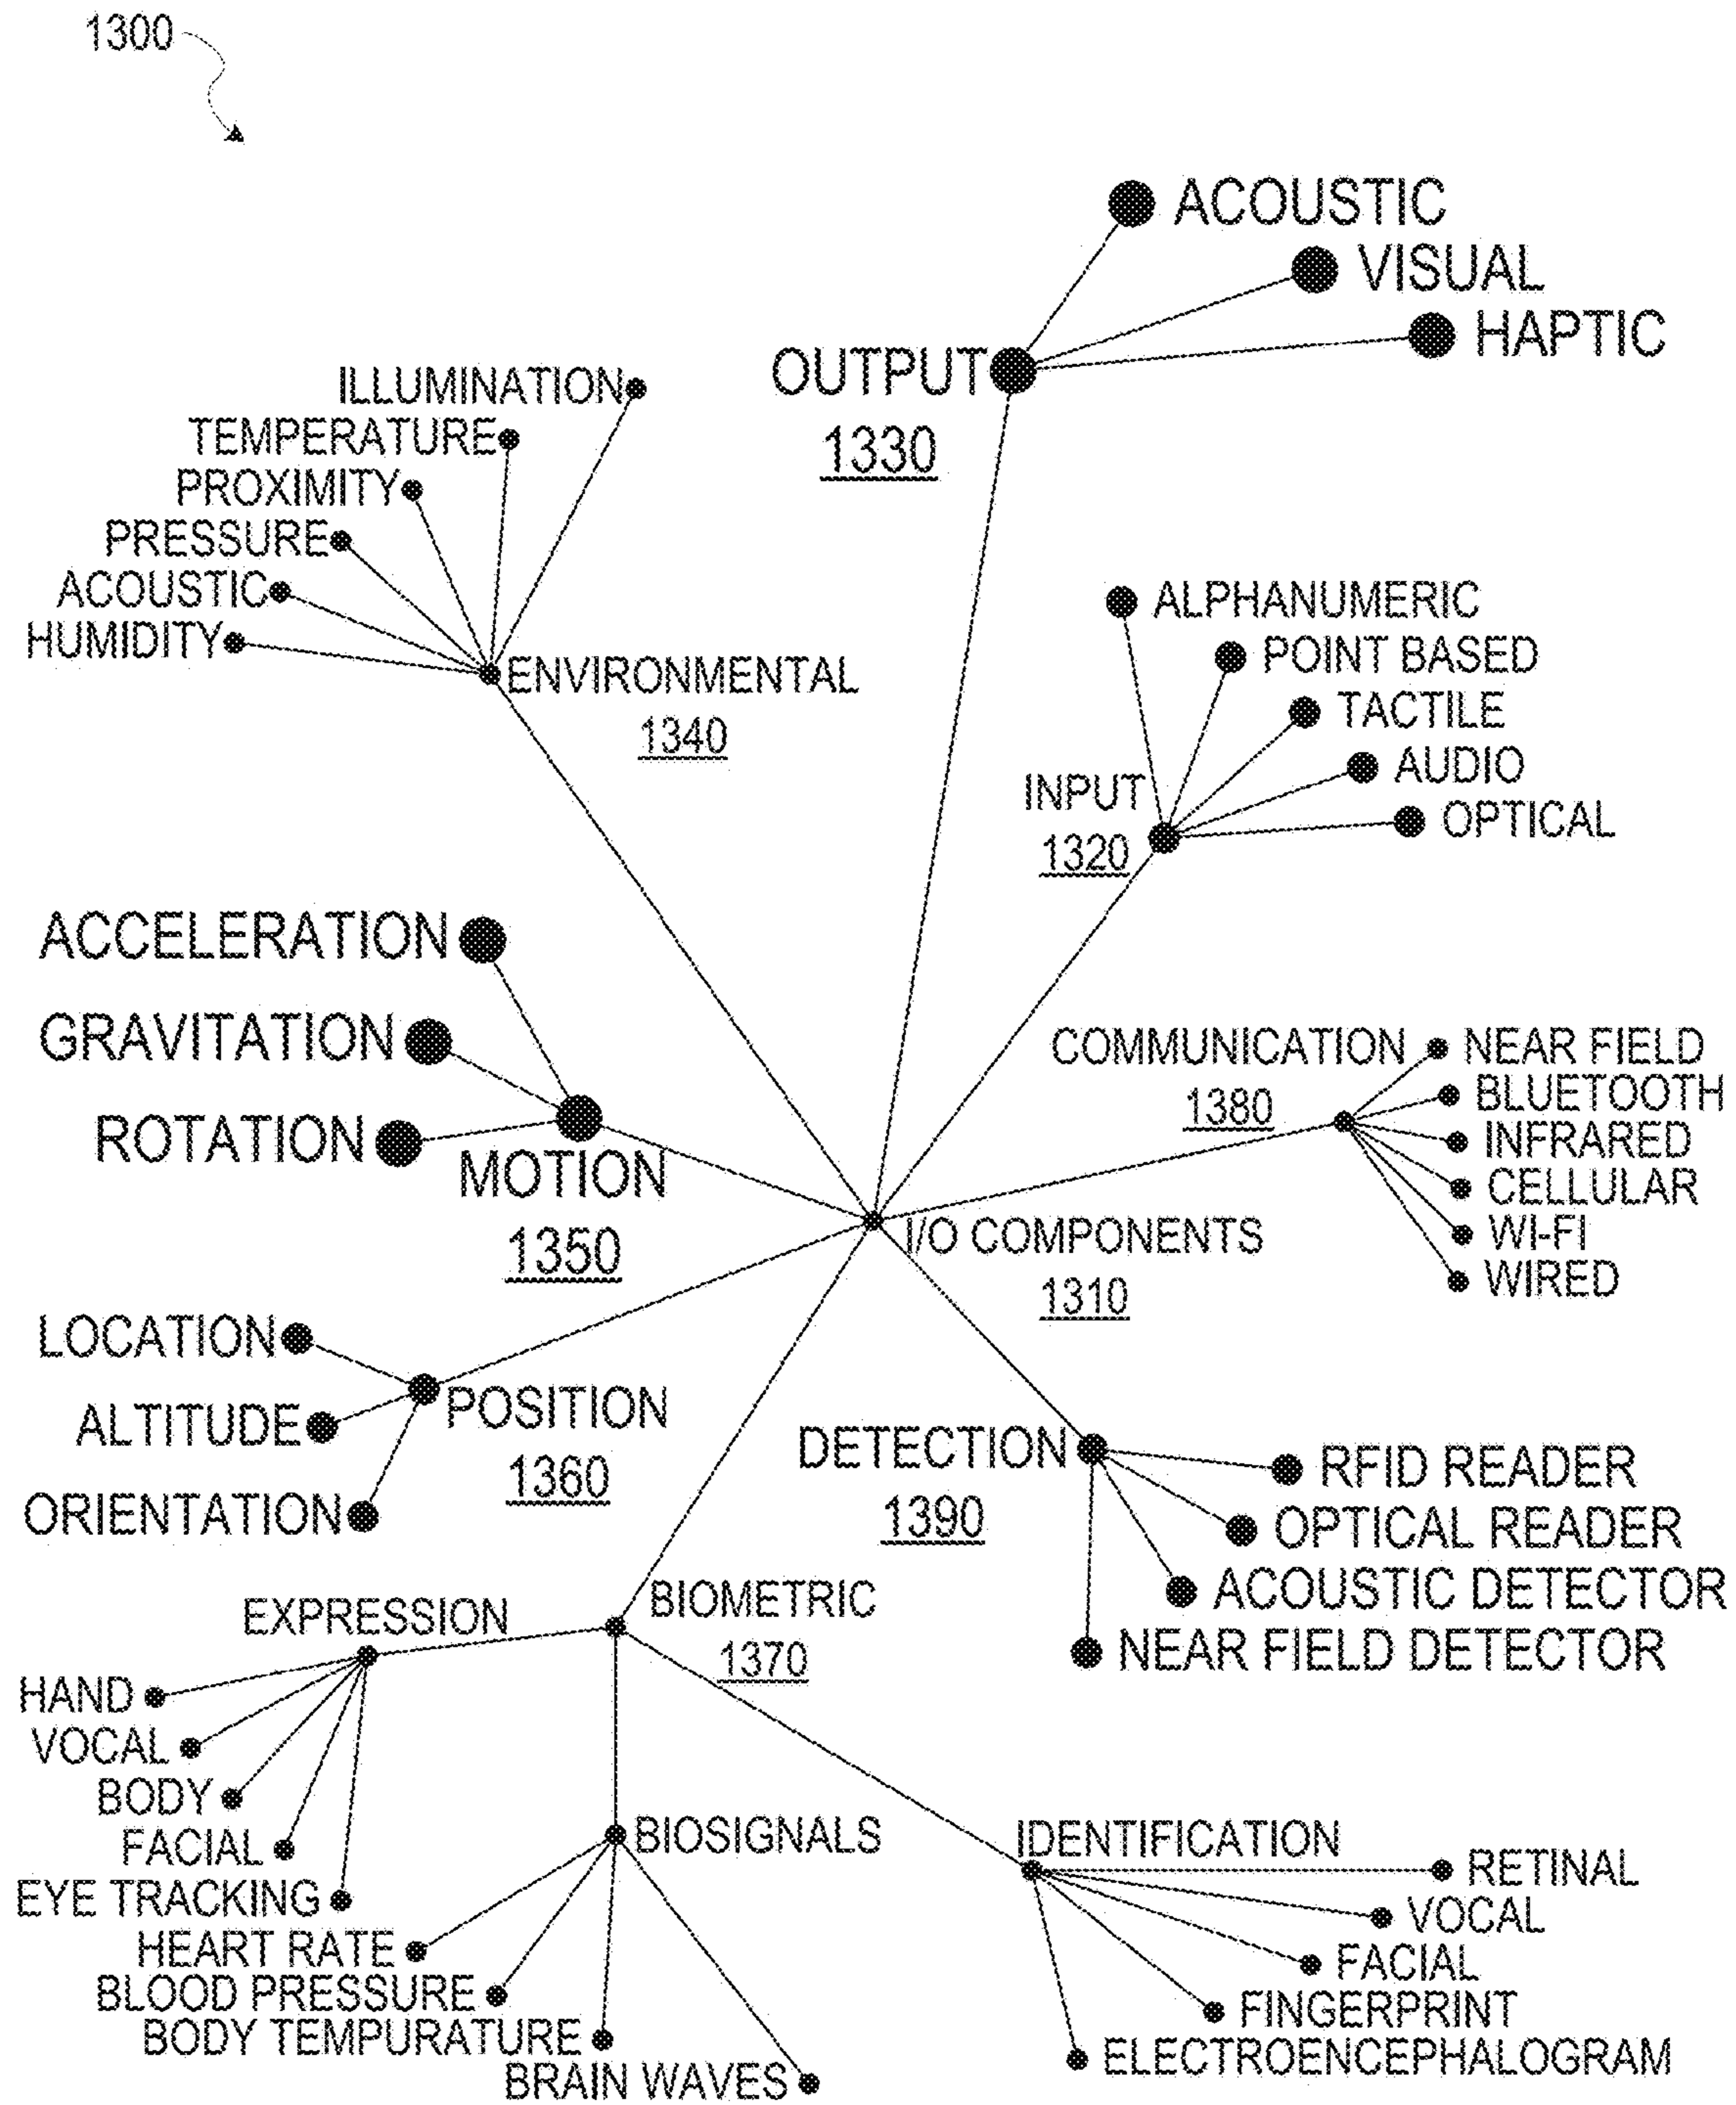 1300
ACOUSTIC
VISUAL
HAPTIC
OUTPUT
1330
ILLUMINATION
TEMPERATURE
PROXIMITY
PRESSURE
ACOUSTIC
HUMIDITY
ENVIRONMENTAL
1340
ALPHANUMERIC
POINT BASED
TACTILE
AUDIO
OPTICAL
INPUT
1320
ACCELERATION
GRAVITATION
ROTATION
MOTION
1350
COMMUNICATION
1380
NEAR FIELD
BLUETOOTH
INFRARED
CELLULAR
WI-FI
WIRED
I/O COMPONENTS
1310
LOCATION
ALTITUDE
ORIENTATION
POSITION
1360
DETECTION
1390
RFID READER
OPTICAL READER
ACOUSTIC DETECTOR
NEAR FIELD DETECTOR
BIOMETRIC
1370
EXPRESSION
HAND
VOCAL
BODY
FACIAL
EYE TRACKING
BIOSIGNALS
HEART RATE
BLOOD PRESSURE
BODY TEMPURATURE
BRAIN WAVES
IDENTIFICATION
RETINAL
VOCAL
FACIAL
FINGERPRINT
ELECTROENCEPHALOGRAM